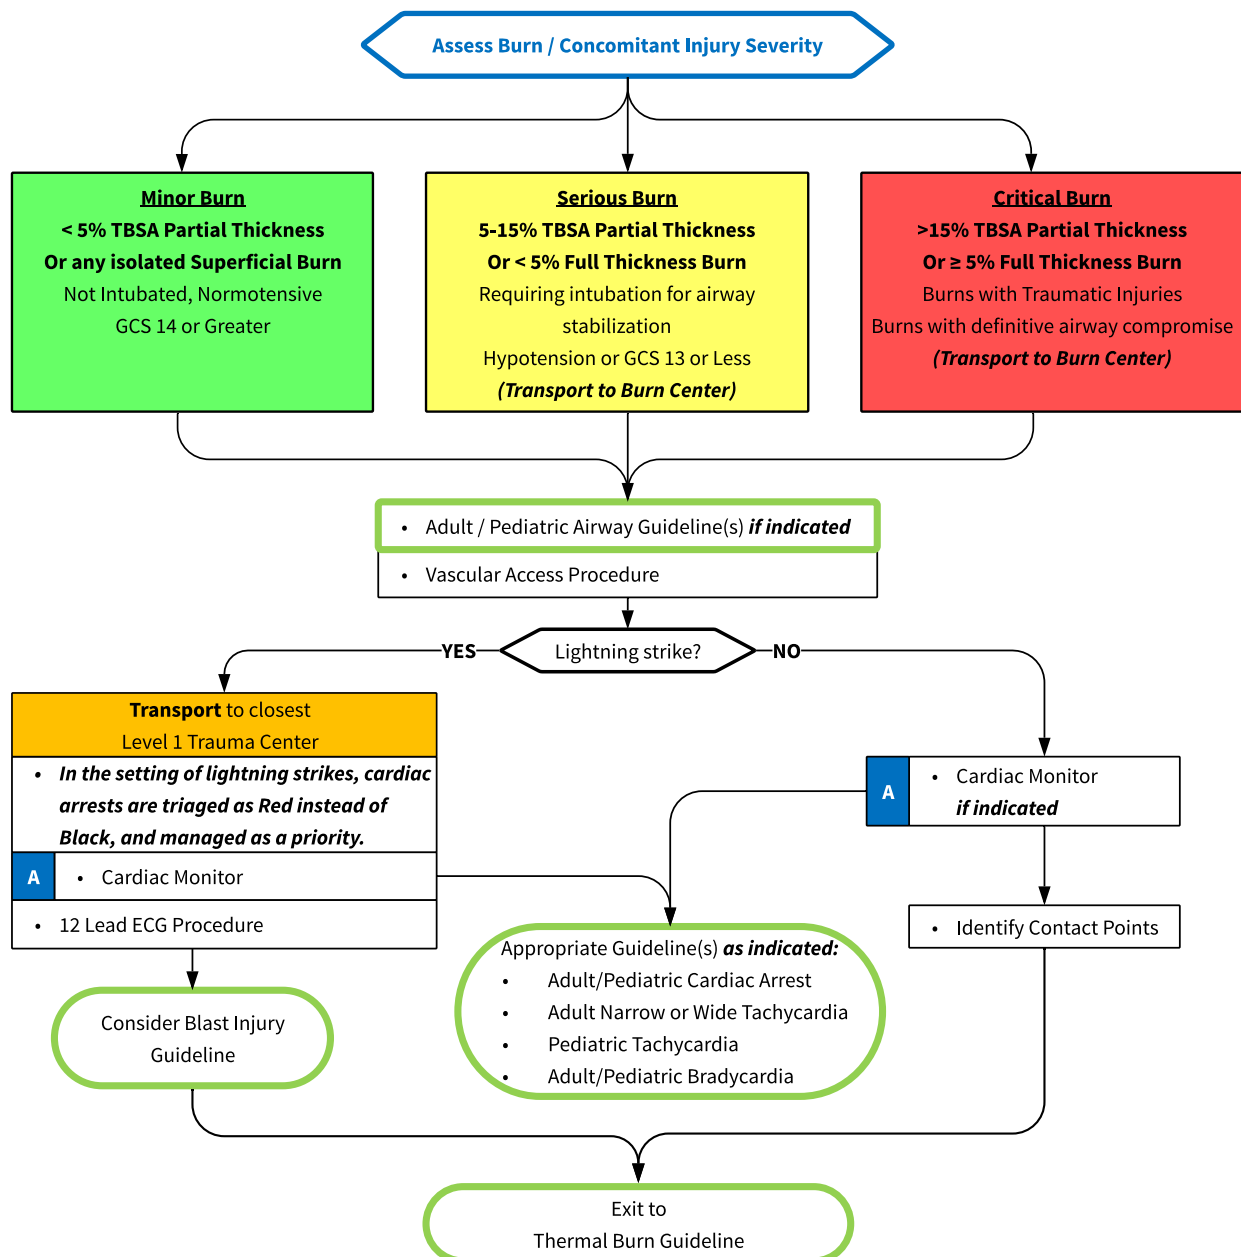 Assess Burn / Concomitant Injury Severity
Minor Burn
< 5% TBSA Partial Thickness
Or any isolated Superficial Burn
Not Intubated, Normotensive
GCS 14 or Greater
Serious Burn
5-15% TBSA Partial Thickness
Or < 5% Full Thickness Burn
Requiring intubation for airway
stabilization
Hypotension or GCS 13 or Less
(Transport to Burn Center)
Critical Burn
>15% TBSA Partial Thickness
Or ≥ 5% Full Thickness Burn
Burns with Traumatic Injuries
Burns with definitive airway compromise
(Transport to Burn Center)
• Adult / Pediatric Airway Guideline(s) if indicated
• Vascular Access Procedure
YES
Lightning strike?
NO
Transport to closest
Level 1 Trauma Center
• In the setting of lightning strikes, cardiac
arrests are triaged as Red instead of
Black, and managed as a priority.
A
• Cardiac Monitor
• 12 Lead ECG Procedure
A
• Cardiac Monitor
if indicated
• Identify Contact Points
Appropriate Guideline(s) as indicated:
• Adult/Pediatric Cardiac Arrest
• Adult Narrow or Wide Tachycardia
• Pediatric Tachycardia
• Adult/Pediatric Bradycardia
Consider Blast Injury
Guideline
Exit to
Thermal Burn Guideline